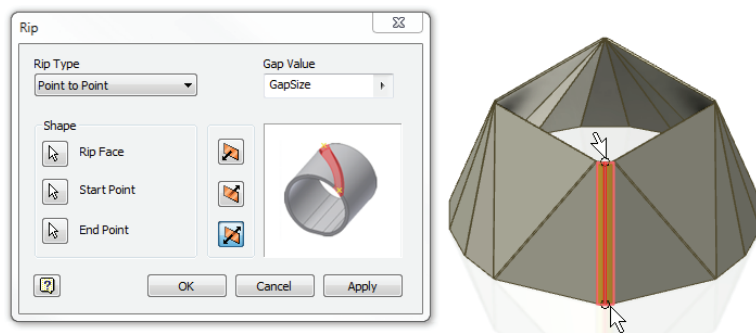 Rip
Rip Type
Gap Value
Point to Point
GapSize
Shape
Rip Face
Start Point
End Point
?
OK
Cancel
Apply